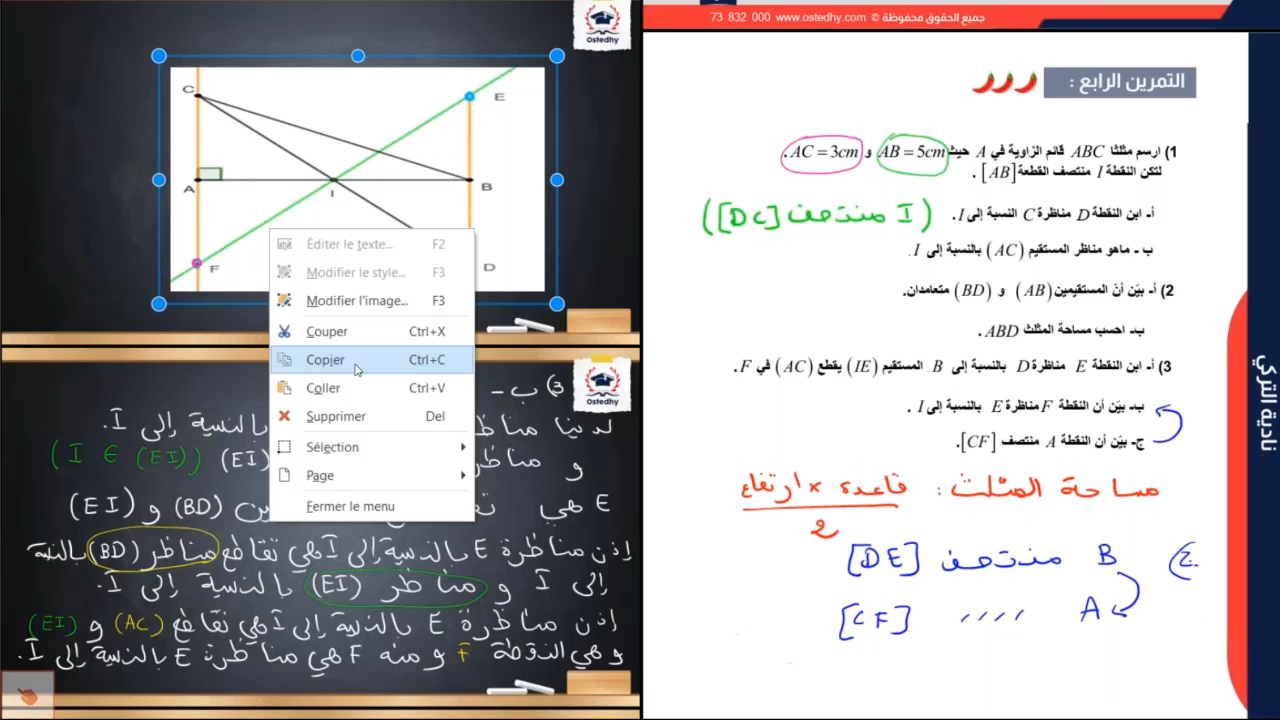 Ostedhy
C
E
A
I
B
F
D
Éditer le texte... F2
Modifier le style... F3
Modifier l'image... F3
Couper Ctrl+X
Copier Ctrl+C
Coller Ctrl+V
Supprimer Del
Sélection
Page
Fermer le menu
Ostedhy
3) ب -
لدينا بالنسبة إلى I.
و (EI) (I ∈ (EI))
E هي (BD) و (EI)
إذن مناظرة E بالنسبة إلى I هي تقاطع مناظر (BD) بالنسبة
إلى I و مناظر (EI) بالنسبة إلى I.
إذن مناظرة E بالنسبة إلى I هي تقاطع (AC) و (EI)
و هي النقطة F و منه F هي مناظرة E بالنسبة إلى I.
73 832 000 www.ostedhy.com © جميع الحقوق محفوظة
التمرين الرابع :
1) ارسم مثلثا ABC قائم الزاوية في A حيث AB = 5cm و AC = 3cm .
لتكن النقطة I منتصف القطعة [AB] .
أ- ابن النقطة D مناظرة C النسبة إلى I .
(I منتصف [DC])
ب - ماهو مناظر المستقيم (AC) بالنسبة إلى I .
2) أ- بيّن أنّ المستقيمين (AB) و (BD) متعامدان.
ب- احسب مساحة المثلث ABD .
3) أ- ابن النقطة E مناظرة D بالنسبة إلى B . المستقيم (IE) يقطع (AC) في F .
ب- بيّن أن النقطة F مناظرة E بالنسبة إلى I .
ج- بيّن أن النقطة A منتصف [CF] .
مساحة المثلث : قاعدة × ارتفاع
2
ج) B منتصف [DE]
A //// [CF]
نادية التركي